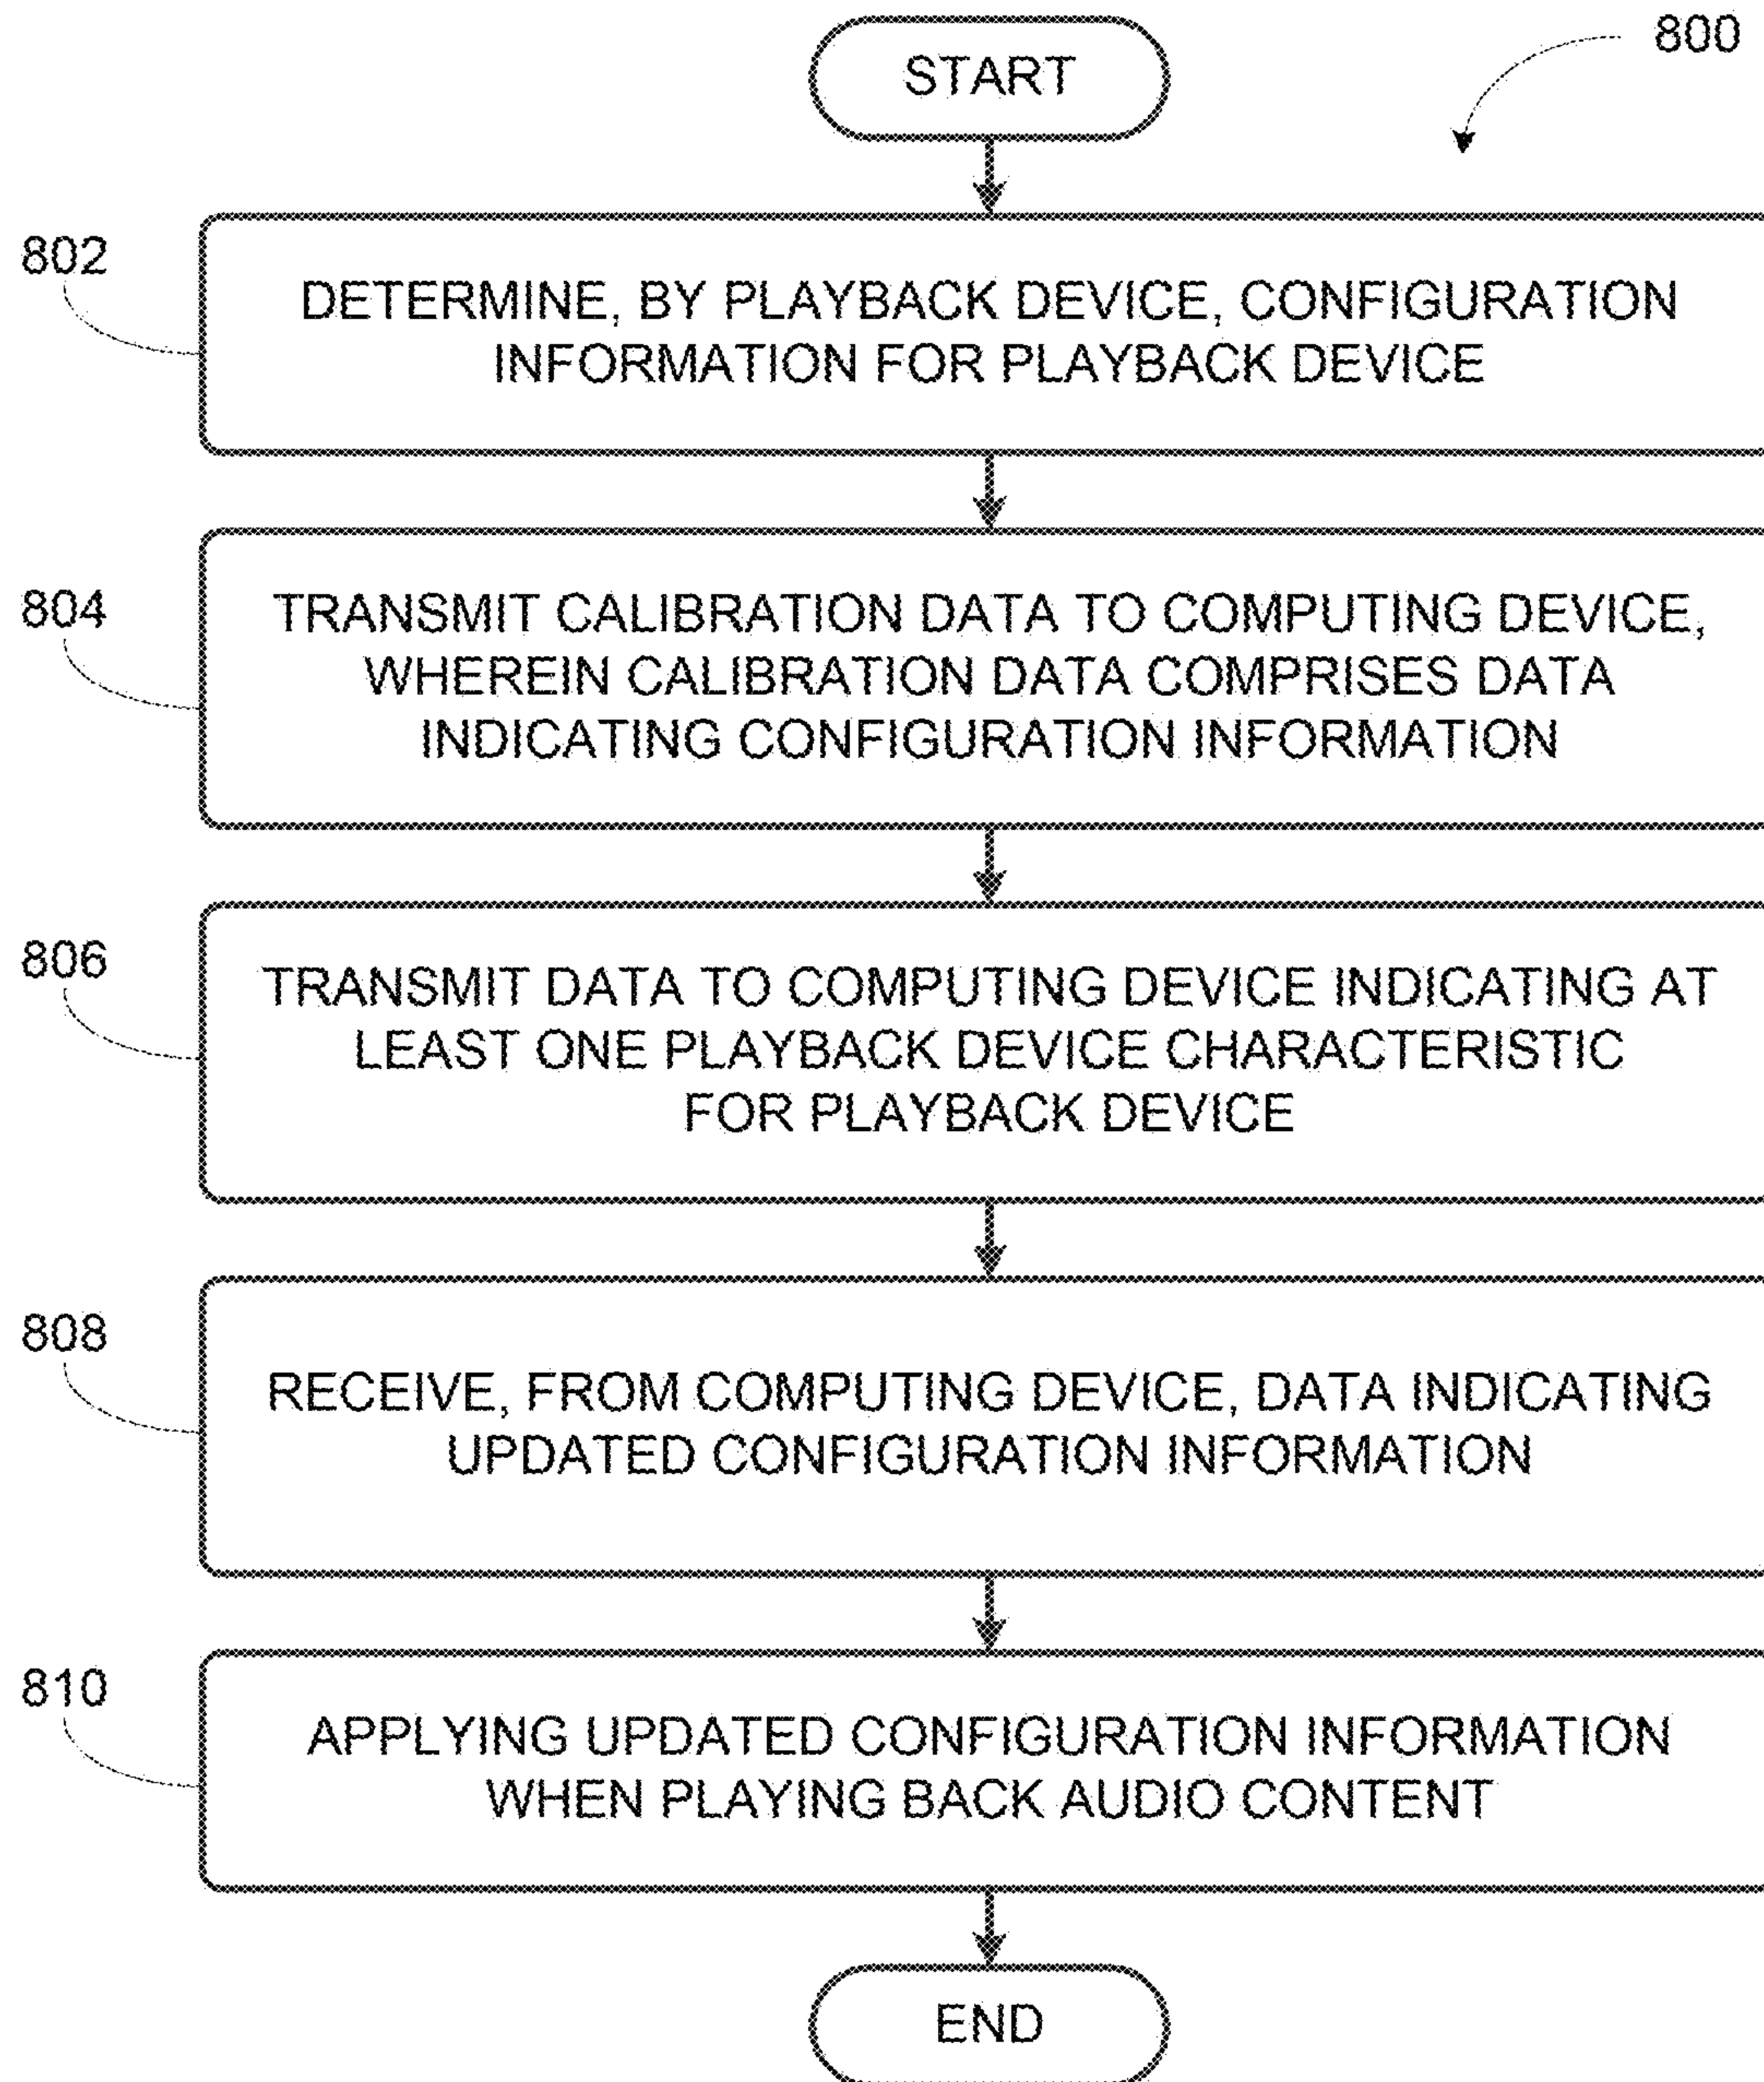 START
800
802
DETERMINE, BY PLAYBACK DEVICE, CONFIGURATION
INFORMATION FOR PLAYBACK DEVICE
804
TRANSMIT CALIBRATION DATA TO COMPUTING DEVICE,
WHEREIN CALIBRATION DATA COMPRISES DATA
INDICATING CONFIGURATION INFORMATION
806
TRANSMIT DATA TO COMPUTING DEVICE INDICATING AT
LEAST ONE PLAYBACK DEVICE CHARACTERISTIC
FOR PLAYBACK DEVICE
808
RECEIVE, FROM COMPUTING DEVICE, DATA INDICATING
UPDATED CONFIGURATION INFORMATION
810
APPLYING UPDATED CONFIGURATION INFORMATION
WHEN PLAYING BACK AUDIO CONTENT
END